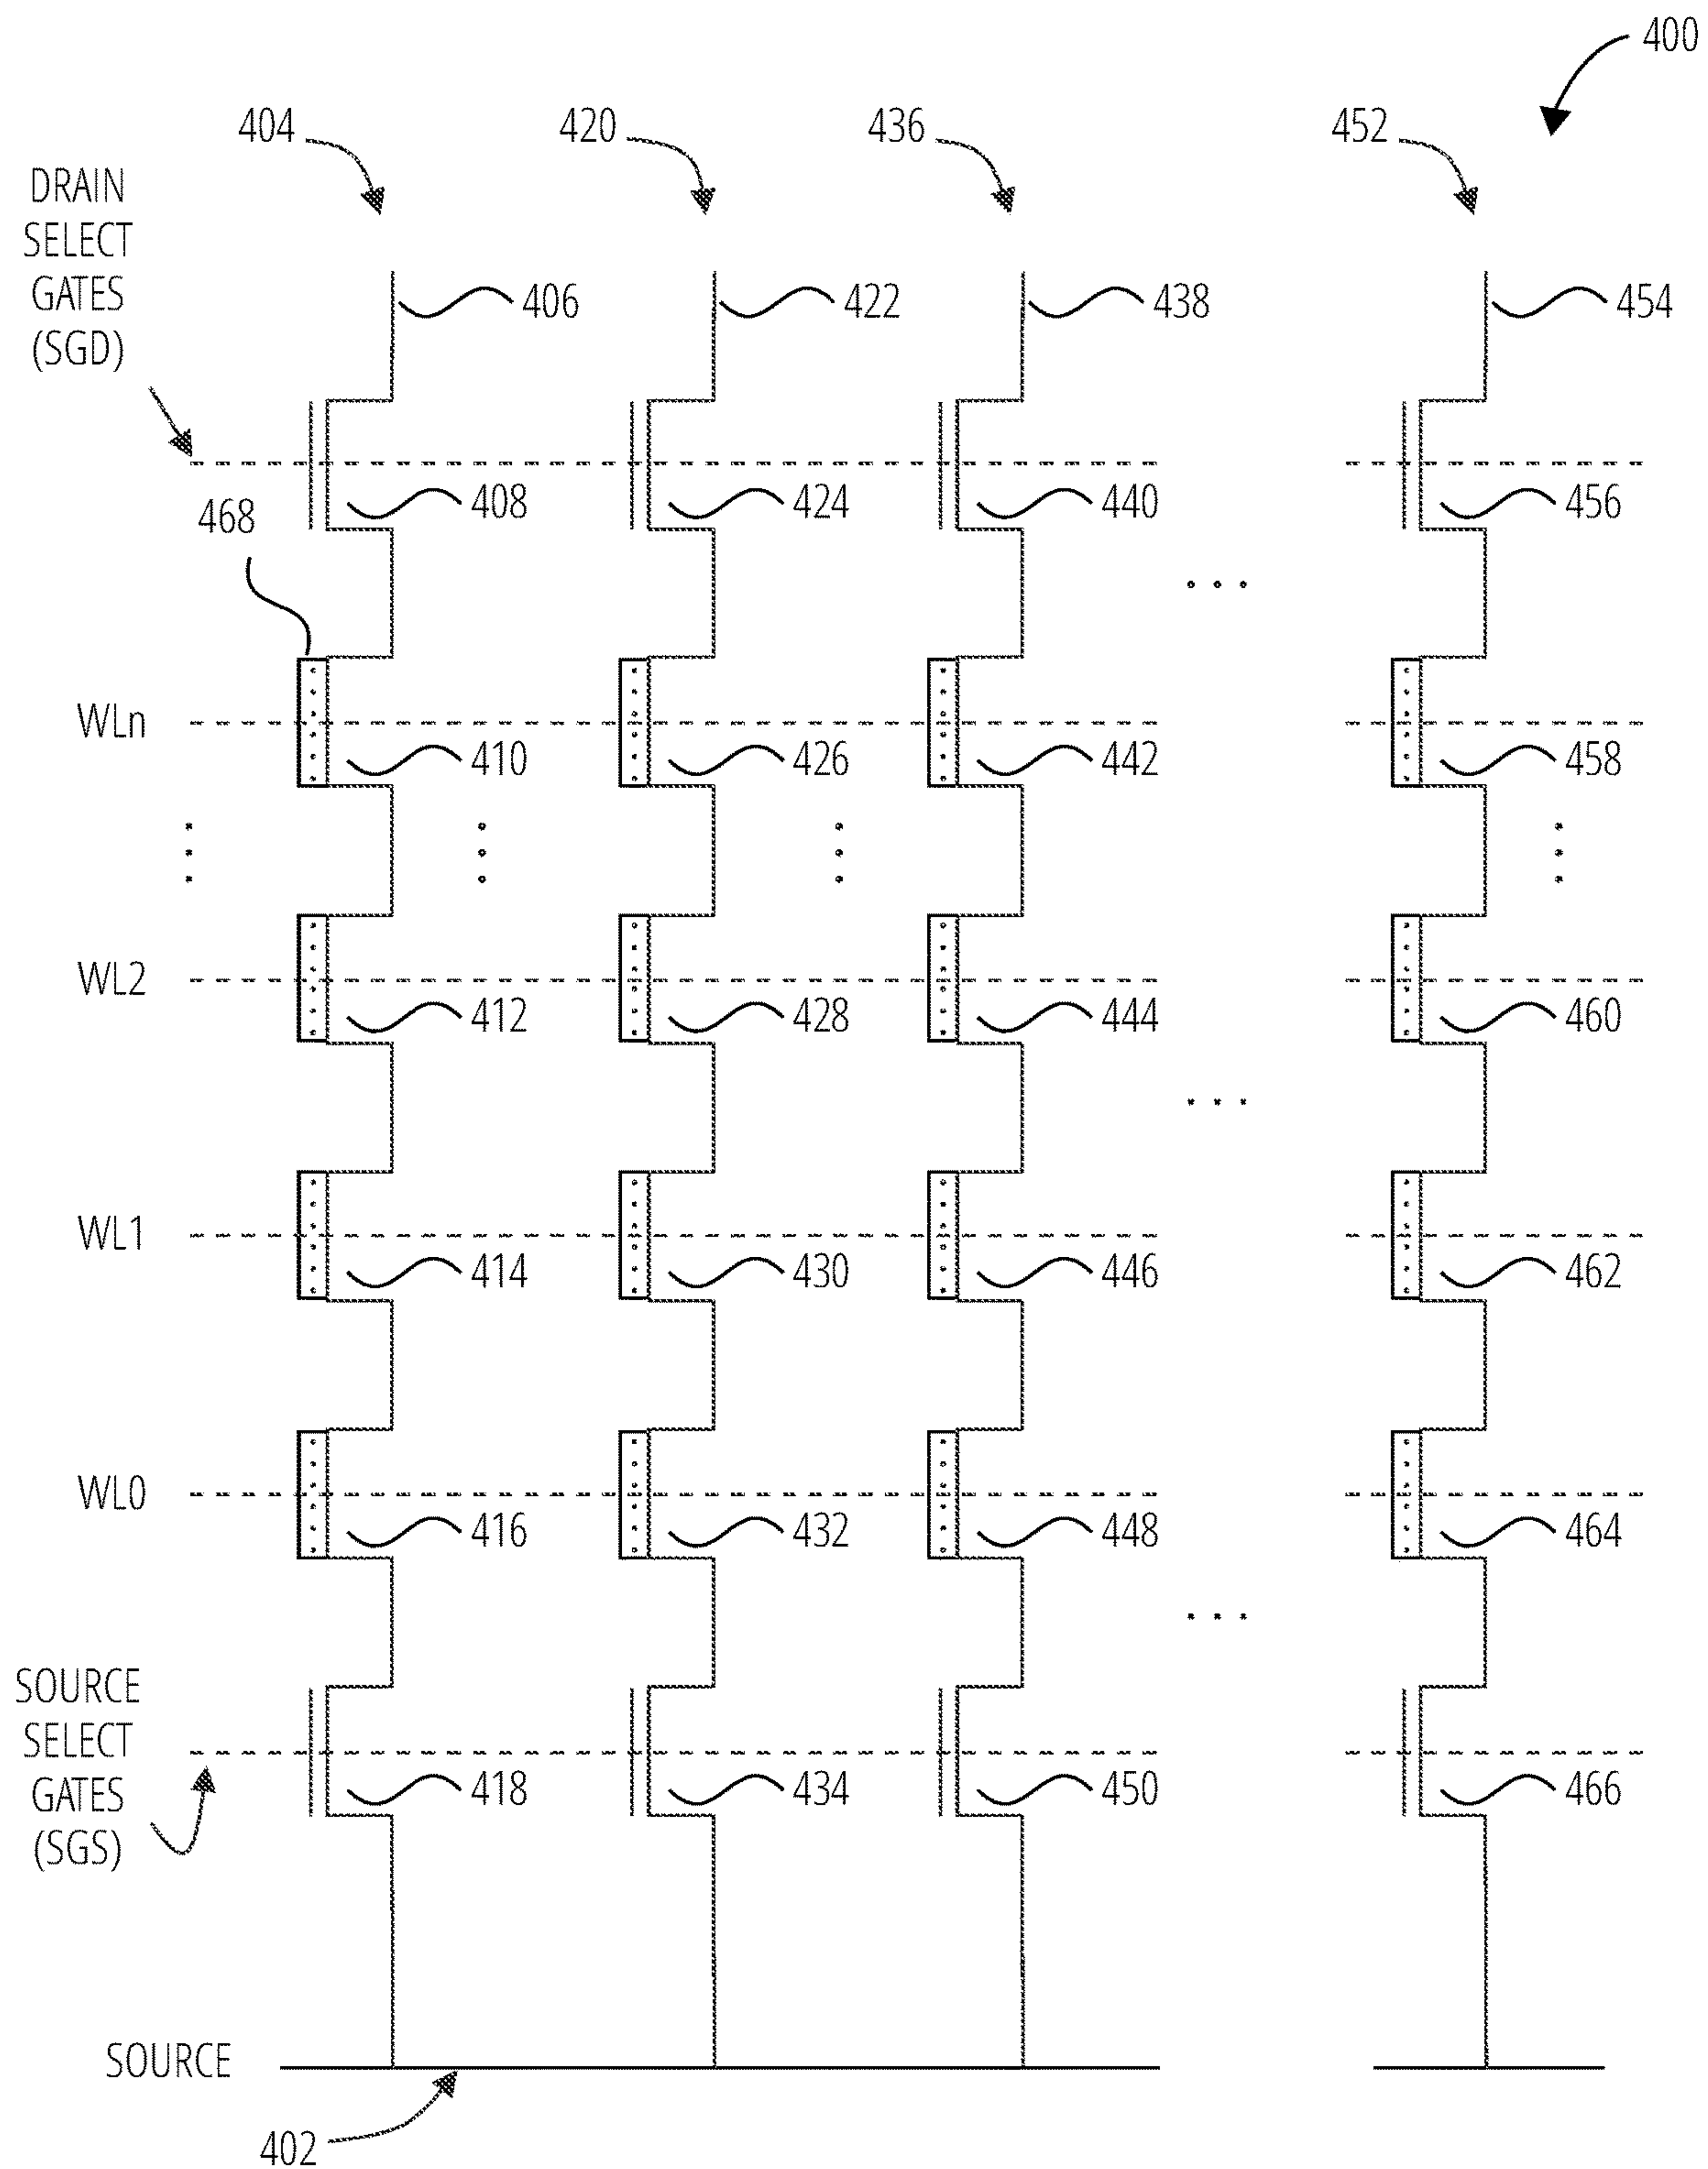 400
404 420 436 452
DRAIN
SELECT
GATES
(SGD)
406 422 438 454
408 424 440 456
468
WLn
410 426 442 458
WL2
412 428 444 460
WL1
414 430 446 462
WL0
416 432 448 464
SOURCE
SELECT
GATES
(SGS)
418 434 450 466
SOURCE
402